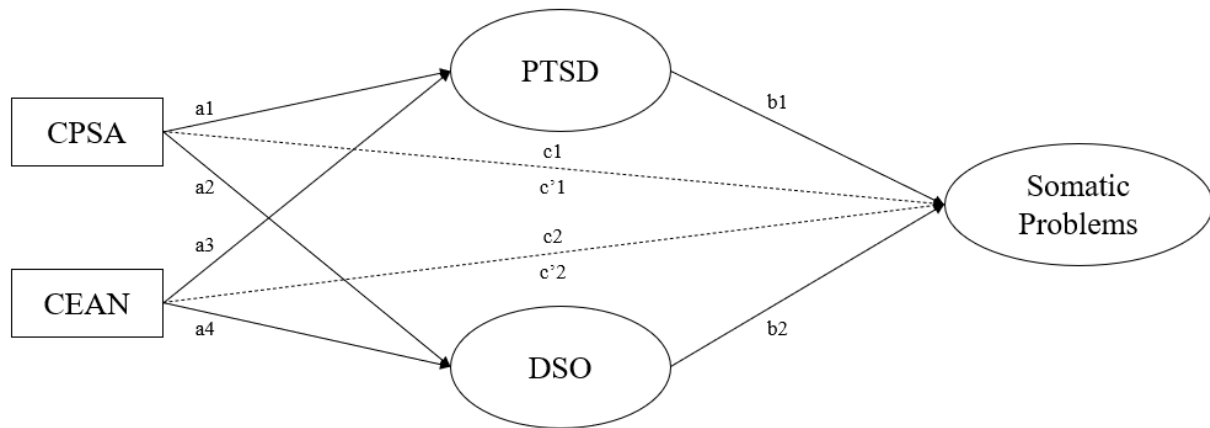 PTSD
a1
b1
CPSA
c1
c’1
a2
Somatic
Problems
a3
c2
c’2
CEAN
a4
b2
DSO